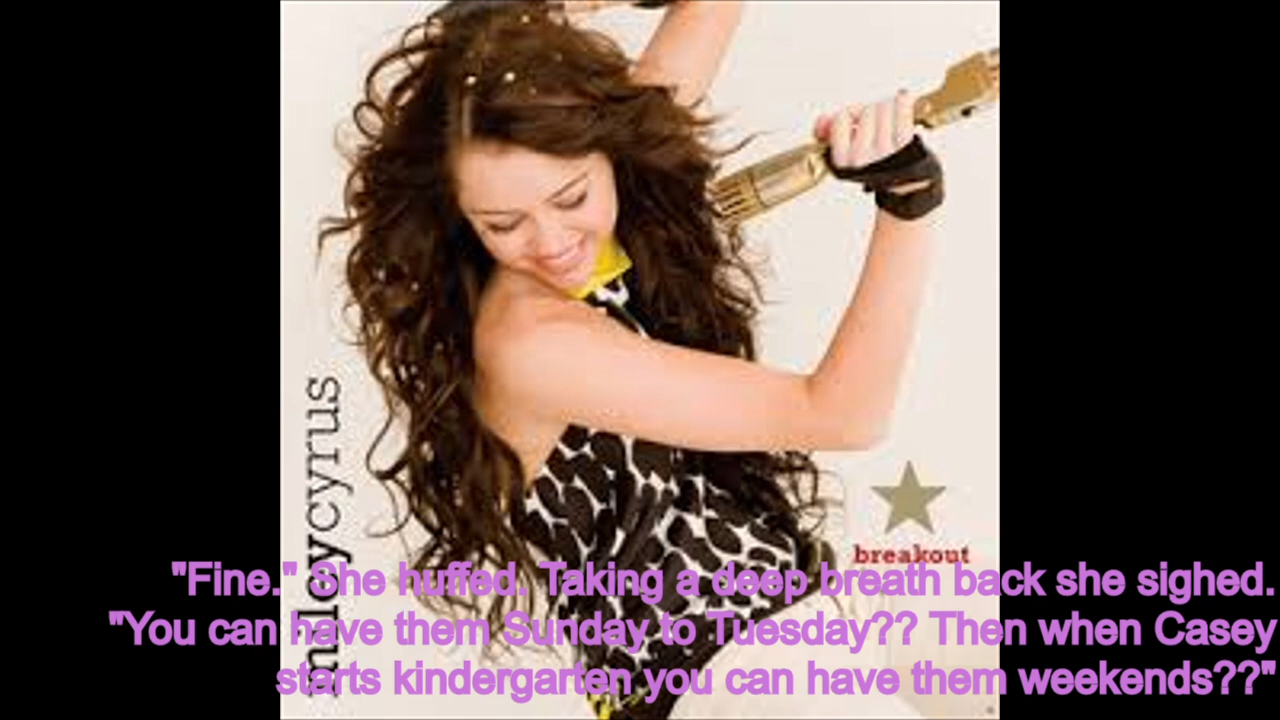 mileycyrus
breakout
"Fine." She huffed. Taking a deep breath back she sighed.
"You can have them Sunday to Tuesday?? Then when Casey
starts kindergarten you can have them weekends??"